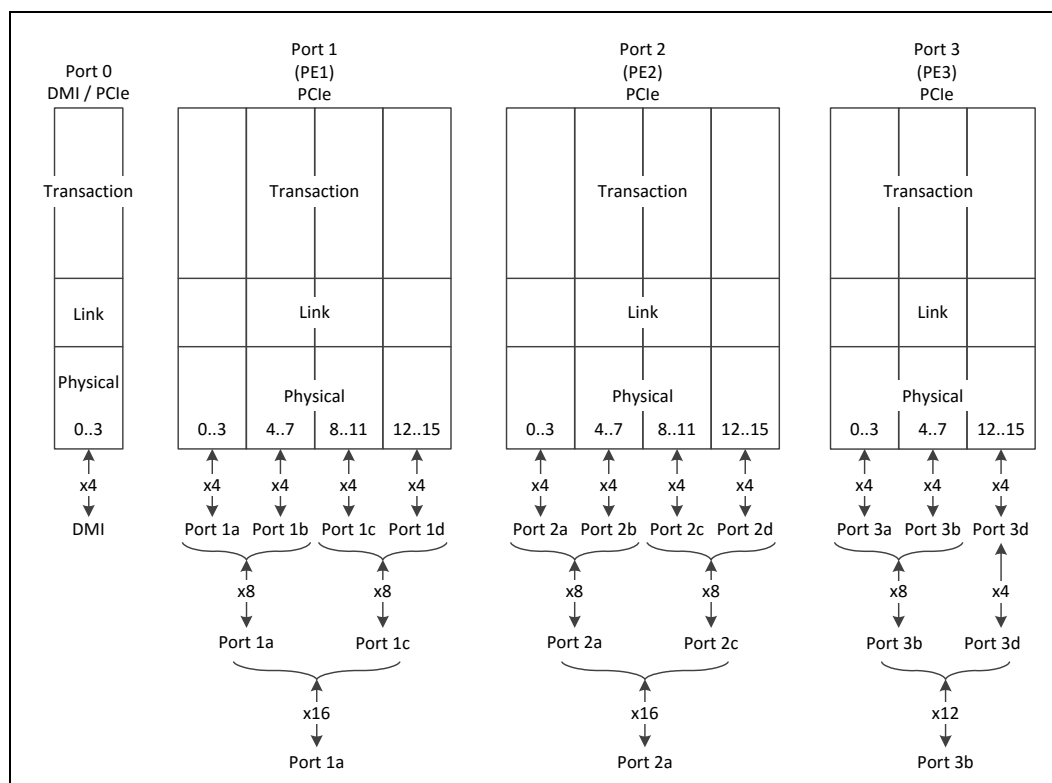 Port 0
DMI / PCIe
Port 1
(PE1)
PCIe
Port 2
(PE2)
PCIe
Port 3
(PE3)
PCIe
Transaction
Transaction
Transaction
Transaction
Link
Link
Link
Link
Physical
Physical
Physical
Physical
0..3
0..3
4..7
8..11
12..15
0..3
4..7
8..11
12..15
0..3
4..7
12..15
x4
x4
x4
x4
x4
x4
x4
x4
x4
x4
x4
x4
DMI
Port 1a
Port 1b
Port 1c
Port 1d
Port 2a
Port 2b
Port 2c
Port 2d
Port 3a
Port 3b
Port 3d
x8
x8
x8
x8
x8
x4
Port 1a
Port 1c
Port 2a
Port 2c
Port 3b
Port 3d
x16
x16
x12
Port 1a
Port 2a
Port 3b